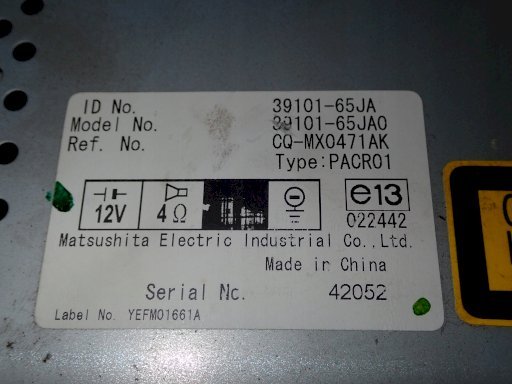 ID No. 39101-65JA
Model No. 39101-65JA0
Ref. No. CQ-MX0471AK
Type:PACR01
12V 4Ω
e13
022442
Matsushita Electric Industrial Co.,Ltd.
Made in China
Serial No. 42052
Label No. YEFM01661A